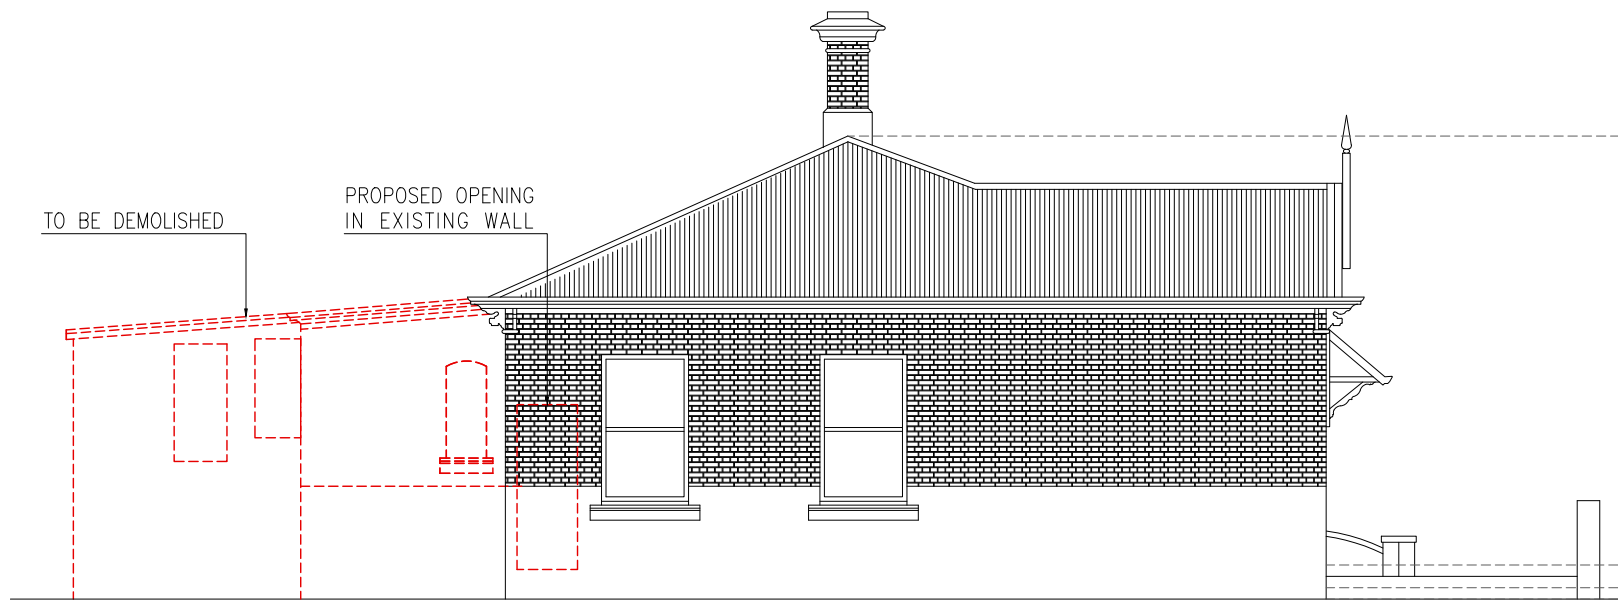 TO BE DEMOLISHED
PROPOSED OPENING
IN EXISTING WALL